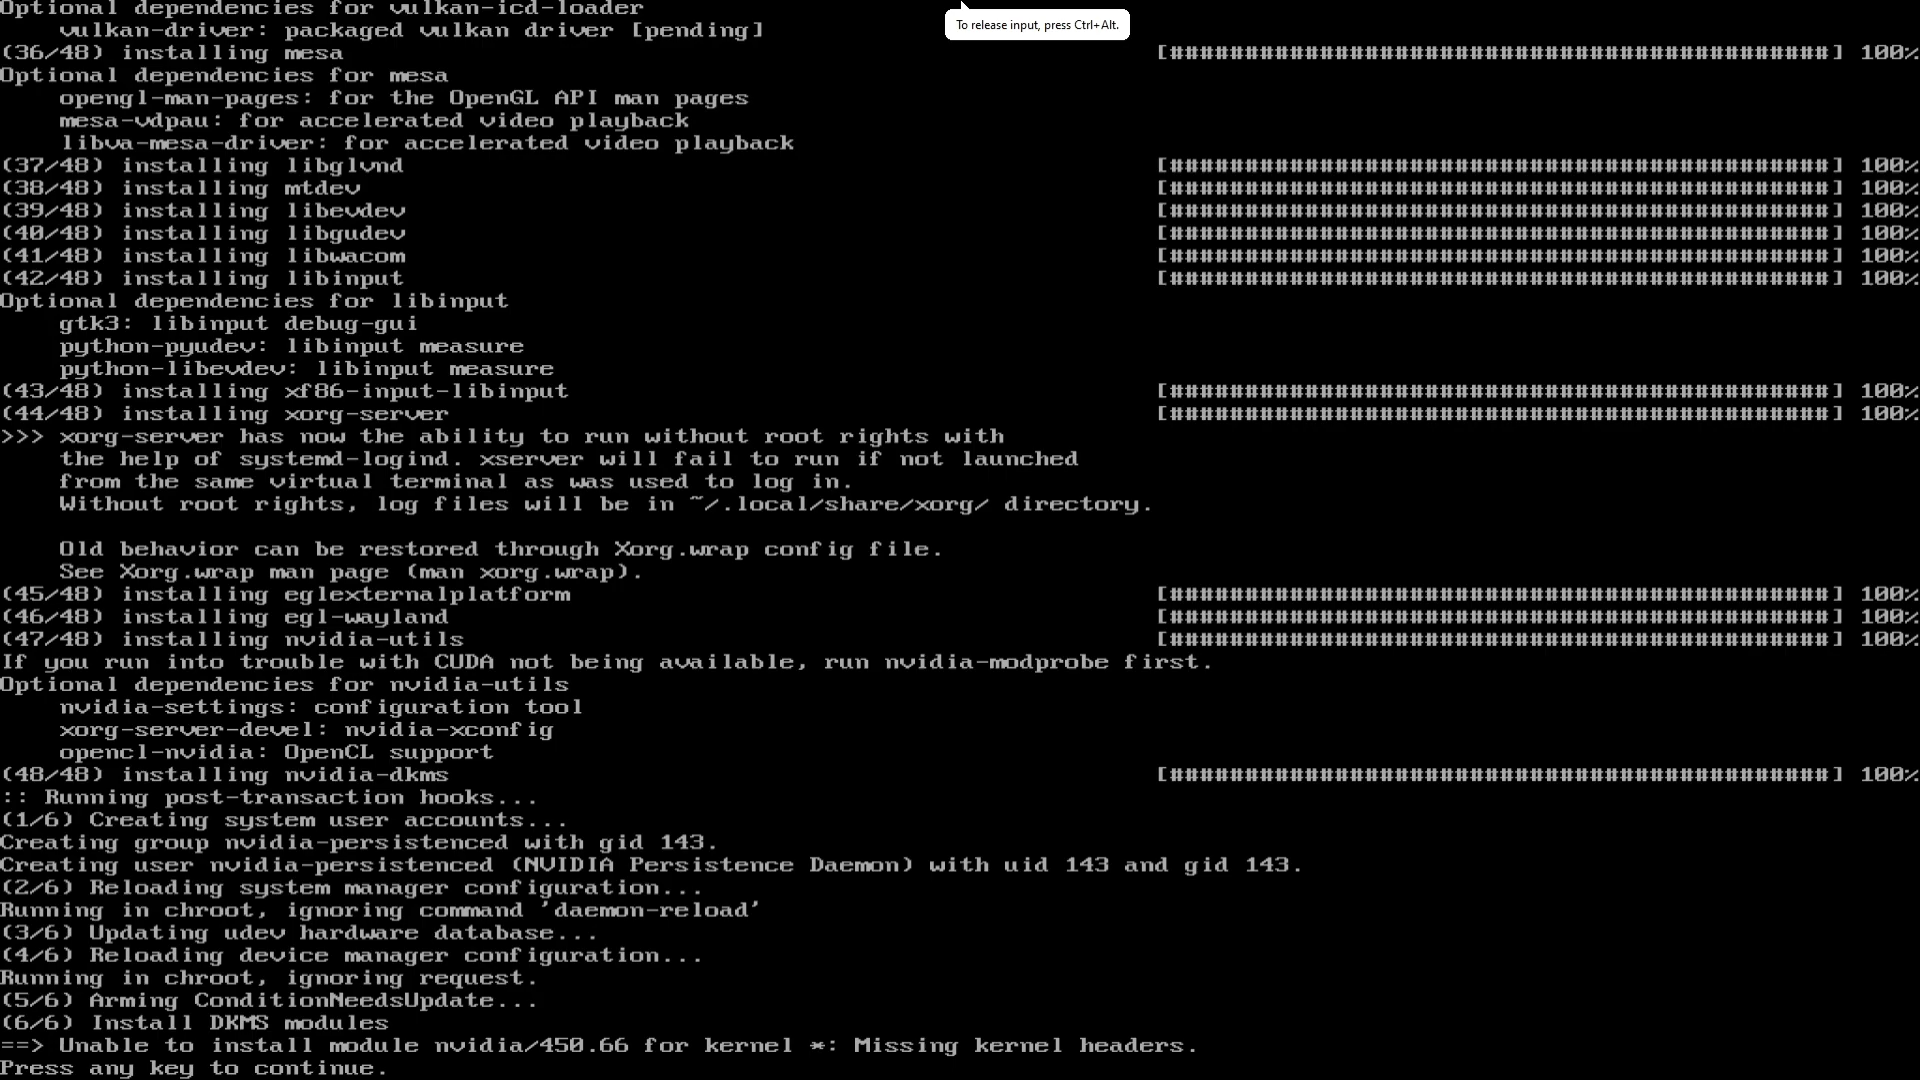 Optional dependencies for vulkan-icd-loader
To release input, press Ctrl+Alt.
    vulkan-driver: packaged vulkan driver [pending]
(36/48) installing mesa [############################################] 100%
Optional dependencies for mesa
    opengl-man-pages: for the OpenGL API man pages
    mesa-vdpau: for accelerated video playback
    libva-mesa-driver: for accelerated video playback
(37/48) installing libglvnd [############################################] 100%
(38/48) installing mtdev [############################################] 100%
(39/48) installing libevdev [############################################] 100%
(40/48) installing libgudev [############################################] 100%
(41/48) installing libwacom [############################################] 100%
(42/48) installing libinput [############################################] 100%
Optional dependencies for libinput
    gtk3: libinput debug-gui
    python-pyudev: libinput measure
    python-libevdev: libinput measure
(43/48) installing xf86-input-libinput [############################################] 100%
(44/48) installing xorg-server [############################################] 100%
>>> xorg-server has now the ability to run without root rights with
    the help of systemd-logind. xserver will fail to run if not launched
    from the same virtual terminal as was used to log in.
    Without root rights, log files will be in ~/.local/share/xorg/ directory.
    Old behavior can be restored through Xorg.wrap config file.
    See Xorg.wrap man page (man xorg.wrap).
(45/48) installing eglexternalplatform [############################################] 100%
(46/48) installing egl-wayland [############################################] 100%
(47/48) installing nvidia-utils [############################################] 100%
If you run into trouble with CUDA not being available, run nvidia-modprobe first.
Optional dependencies for nvidia-utils
    nvidia-settings: configuration tool
    xorg-server-devel: nvidia-xconfig
    opencl-nvidia: OpenCL support
(48/48) installing nvidia-dkms [############################################] 100%
:: Running post-transaction hooks...
(1/6) Creating system user accounts...
Creating group nvidia-persistenced with gid 143.
Creating user nvidia-persistenced (NVIDIA Persistence Daemon) with uid 143 and gid 143.
(2/6) Reloading system manager configuration...
Running in chroot, ignoring command 'daemon-reload'
(3/6) Updating udev hardware database...
(4/6) Reloading device manager configuration...
Running in chroot, ignoring request.
(5/6) Arming ConditionNeedsUpdate...
(6/6) Install DKMS modules
==> Unable to install module nvidia/450.66 for kernel *: Missing kernel headers.
Press any key to continue.